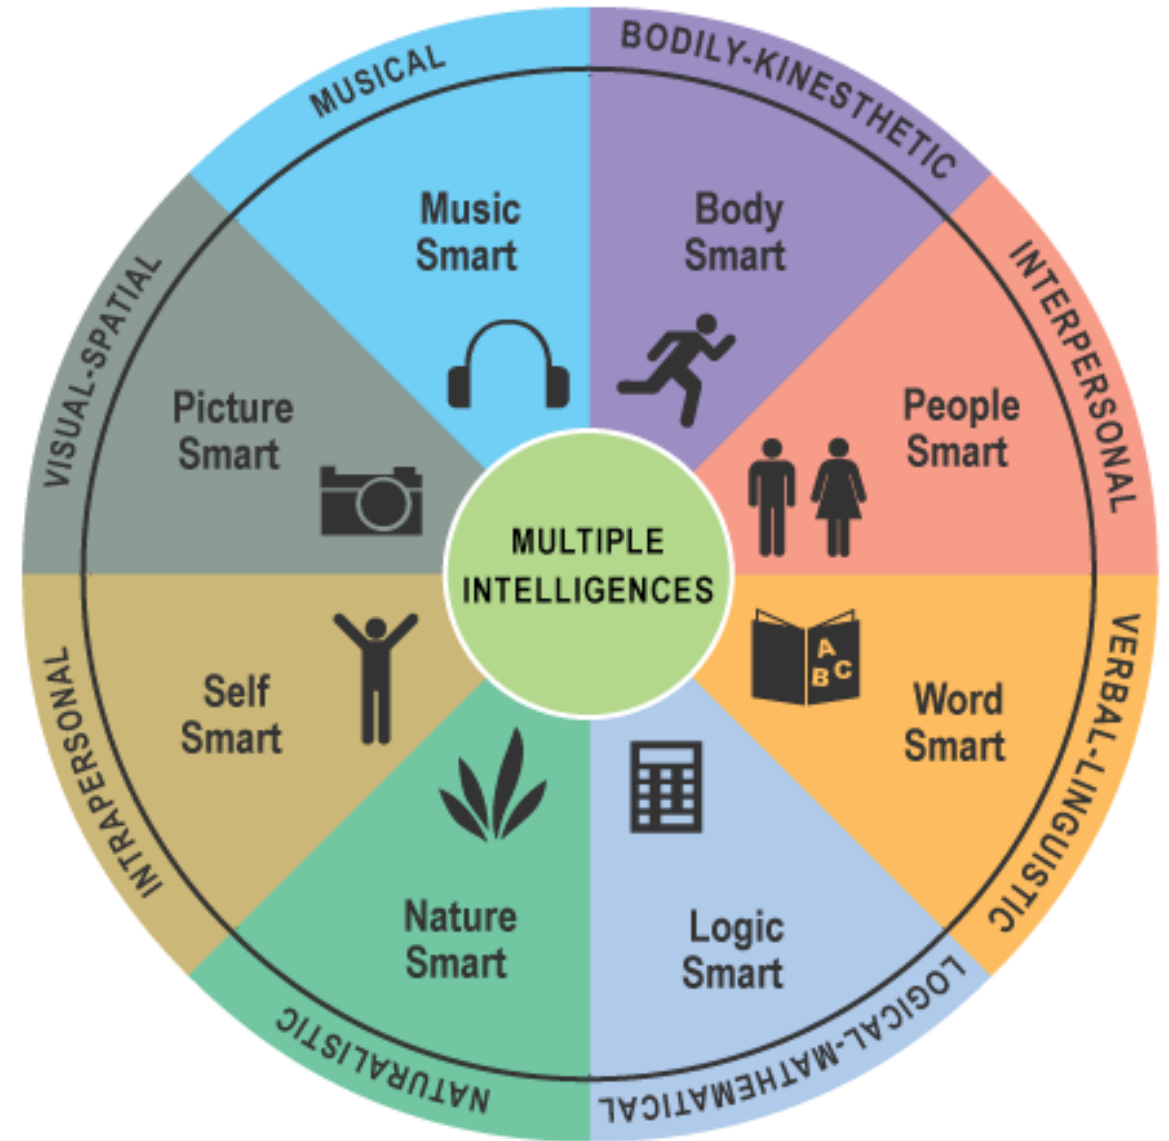 MUSICAL
BODILY-KINESTHETIC
INTERPERSONAL
VERBAL-LINGUISTIC
LOGICAL-MATHEMATICAL
NATURALISTIC
INTRAPERSONAL
VISUAL-SPATIAL
Music
Smart
Body
Smart
People
Smart
Word
Smart
A
B C
Logic
Smart
Nature
Smart
Self
Smart
Picture
Smart
MULTIPLE
INTELLIGENCES